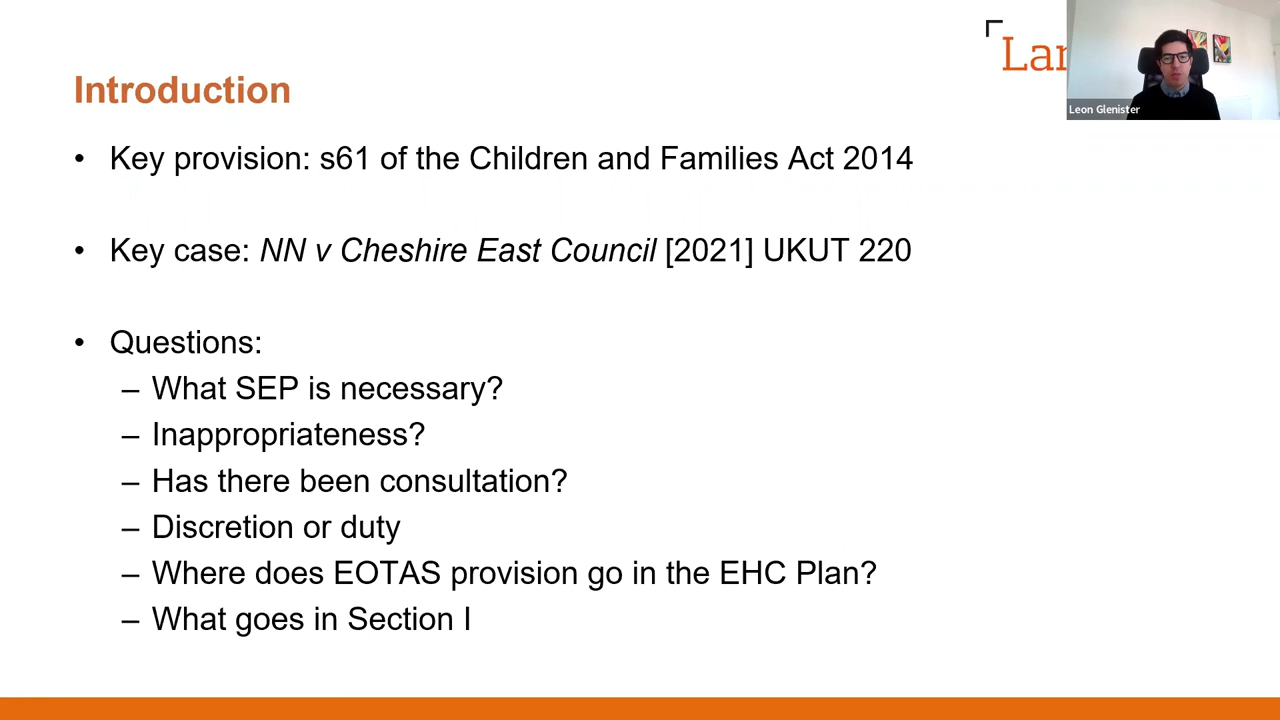 Lan
Leon Glenister
Introduction
• Key provision: s61 of the Children and Families Act 2014
• Key case: NN v Cheshire East Council [2021] UKUT 220
• Questions:
– What SEP is necessary?
– Inappropriateness?
– Has there been consultation?
– Discretion or duty
– Where does EOTAS provision go in the EHC Plan?
– What goes in Section I